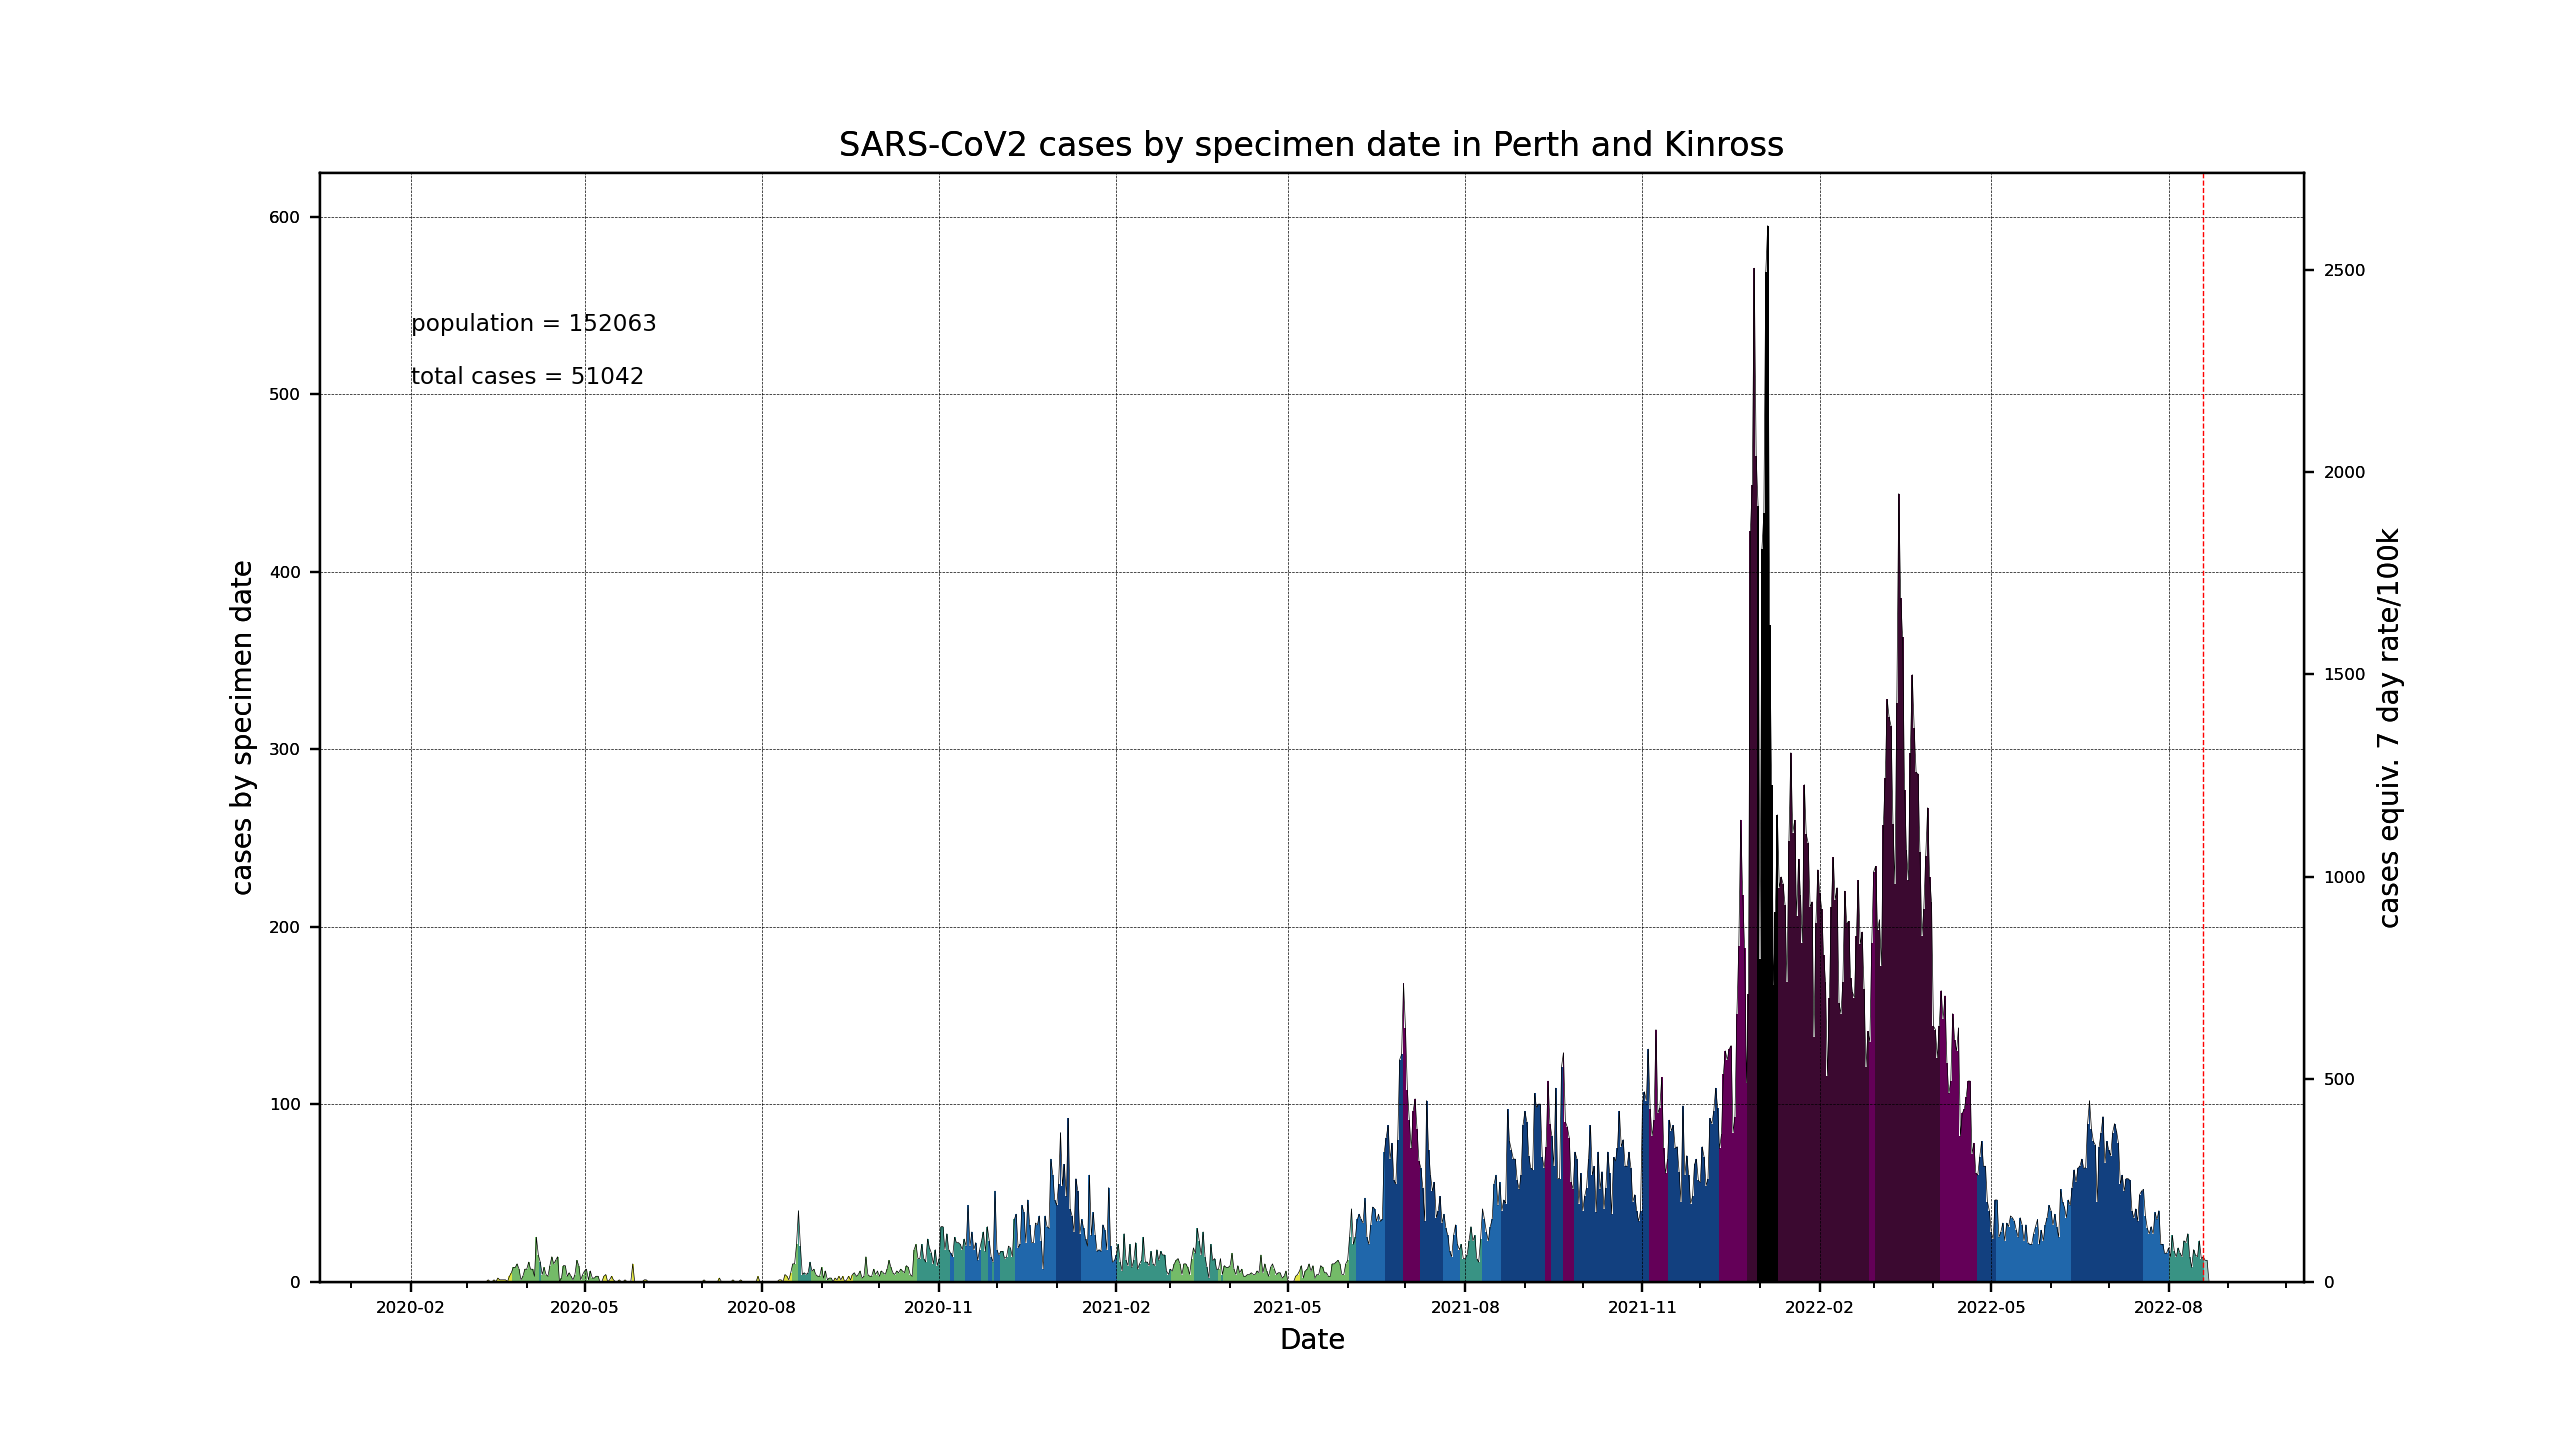 SARS-CoV2 cases by specimen date in Perth and Kinross
population = 152063
total cases = 51042
cases by specimen date
600
500
400
300
200
100
0
cases equiv. 7 day rate/100k
2500
2000
1500
1000
500
0
2020-02 2020-05 2020-08 2020-11 2021-02 2021-05 2021-08 2021-11 2022-02 2022-05 2022-08
Date